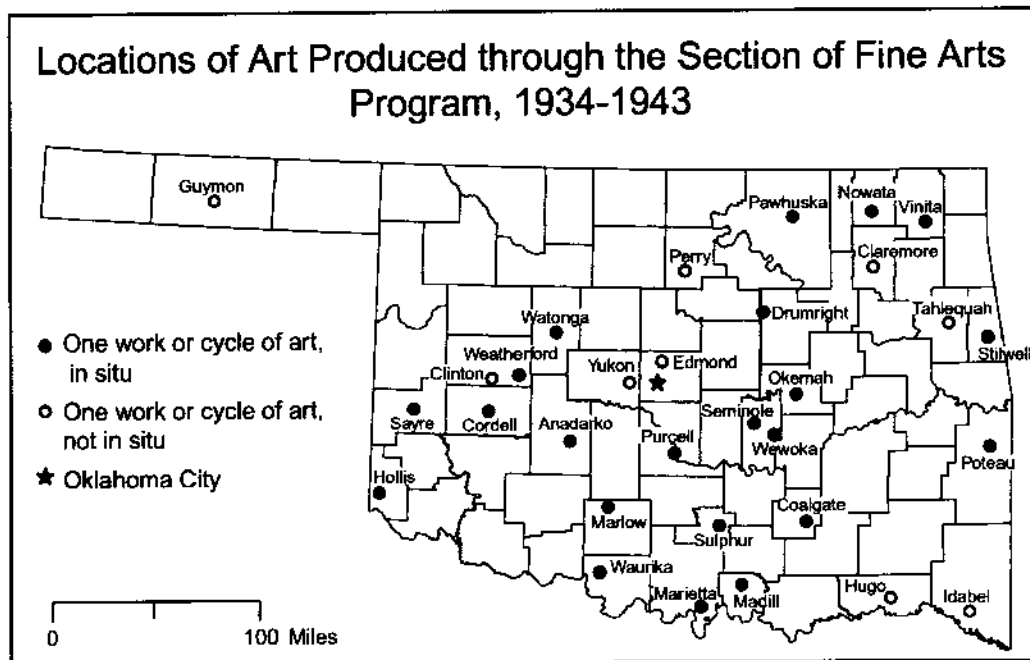 Locations of Art Produced through the Section of Fine Arts
Program, 1934-1943
Guymon
Nowata
Pawhuska
Vinita
Perry
Claremore
Drumright
Tahlequah
Watonga
Stilwell
Weatherford
Edmond
Clinton
Yukon
Okemah
Sayre
Cordell
Anadarko
Seminole
Purcell
Wewoka
Poteau
Hollis
Marlow
Coalgate
Sulphur
Waurika
Marietta
Madill
Hugo
Idabel
One work or cycle of art,
in situ
One work or cycle of art,
not in situ
Oklahoma City
0
100 Miles